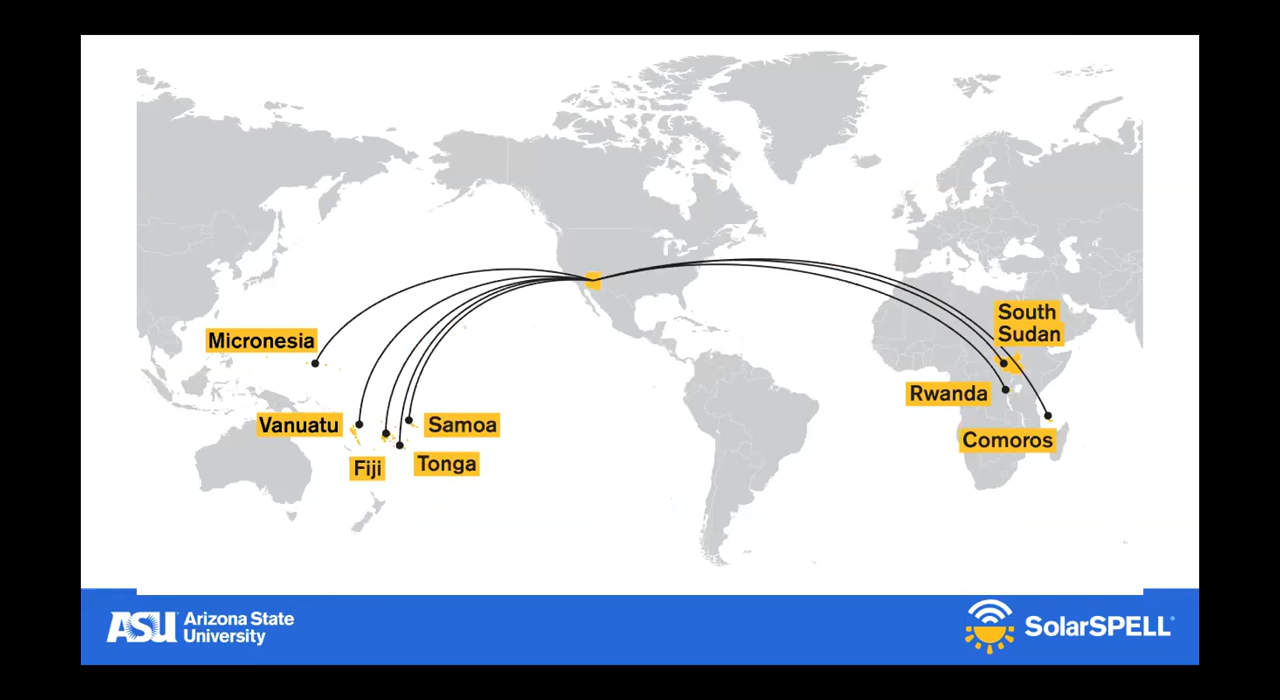 South
Sudan
Micronesia
Rwanda
Vanuatu
Samoa
Comoros
Fiji
Tonga
ASU Arizona State
University
SolarSPELL